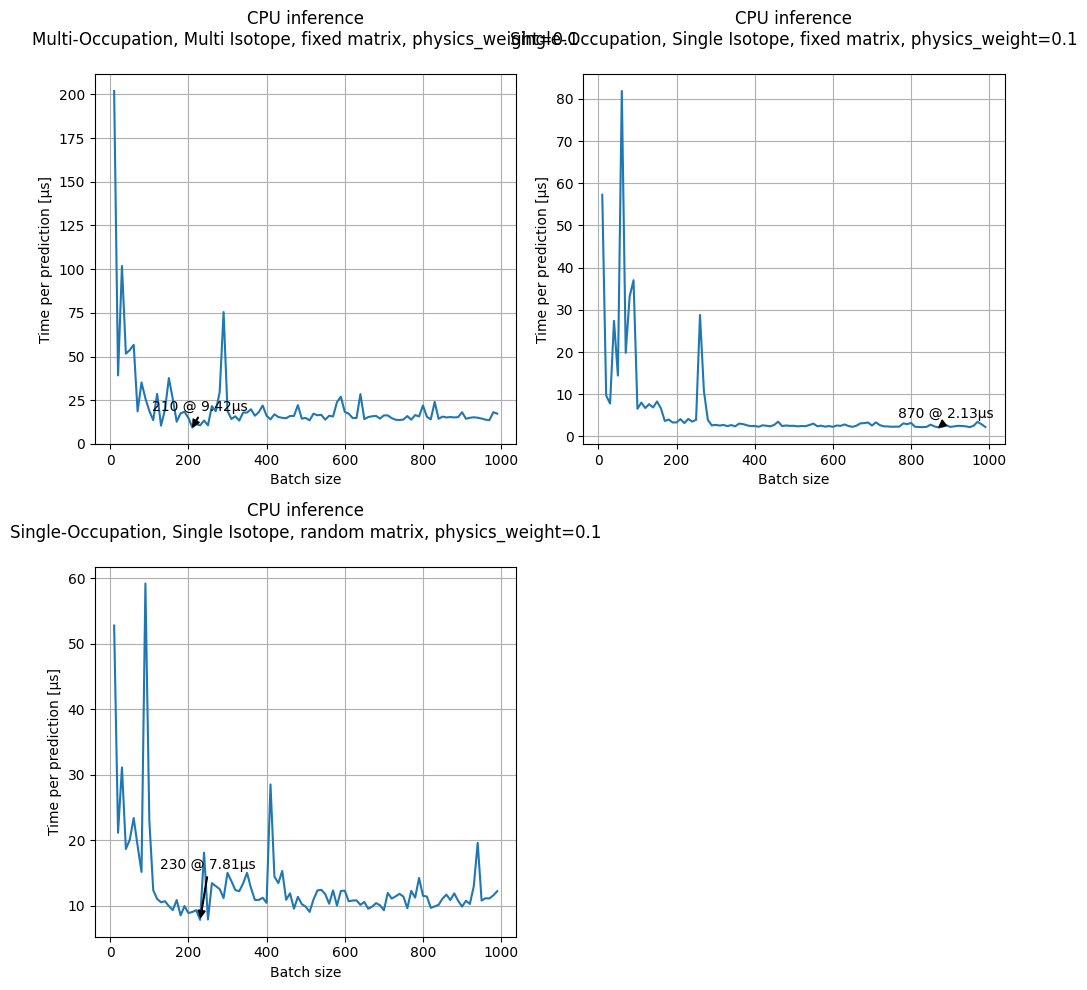 CPU inference
Multi-Occupation, Multi Isotope, fixed matrix, physics_weight=0.1
200
175
150
125
100
75
50
25
0
Time per prediction [µs]
210 @ 9.42µs
0 200 400 600 800 1000
Batch size
CPU inference
Single-Occupation, Single Isotope, fixed matrix, physics_weight=0.1
80
70
60
50
40
30
20
10
0
Time per prediction [µs]
870 @ 2.13µs
0 200 400 600 800 1000
Batch size
CPU inference
Single-Occupation, Single Isotope, random matrix, physics_weight=0.1
60
50
40
30
20
10
Time per prediction [µs]
230 @ 7.81µs
0 200 400 600 800 1000
Batch size